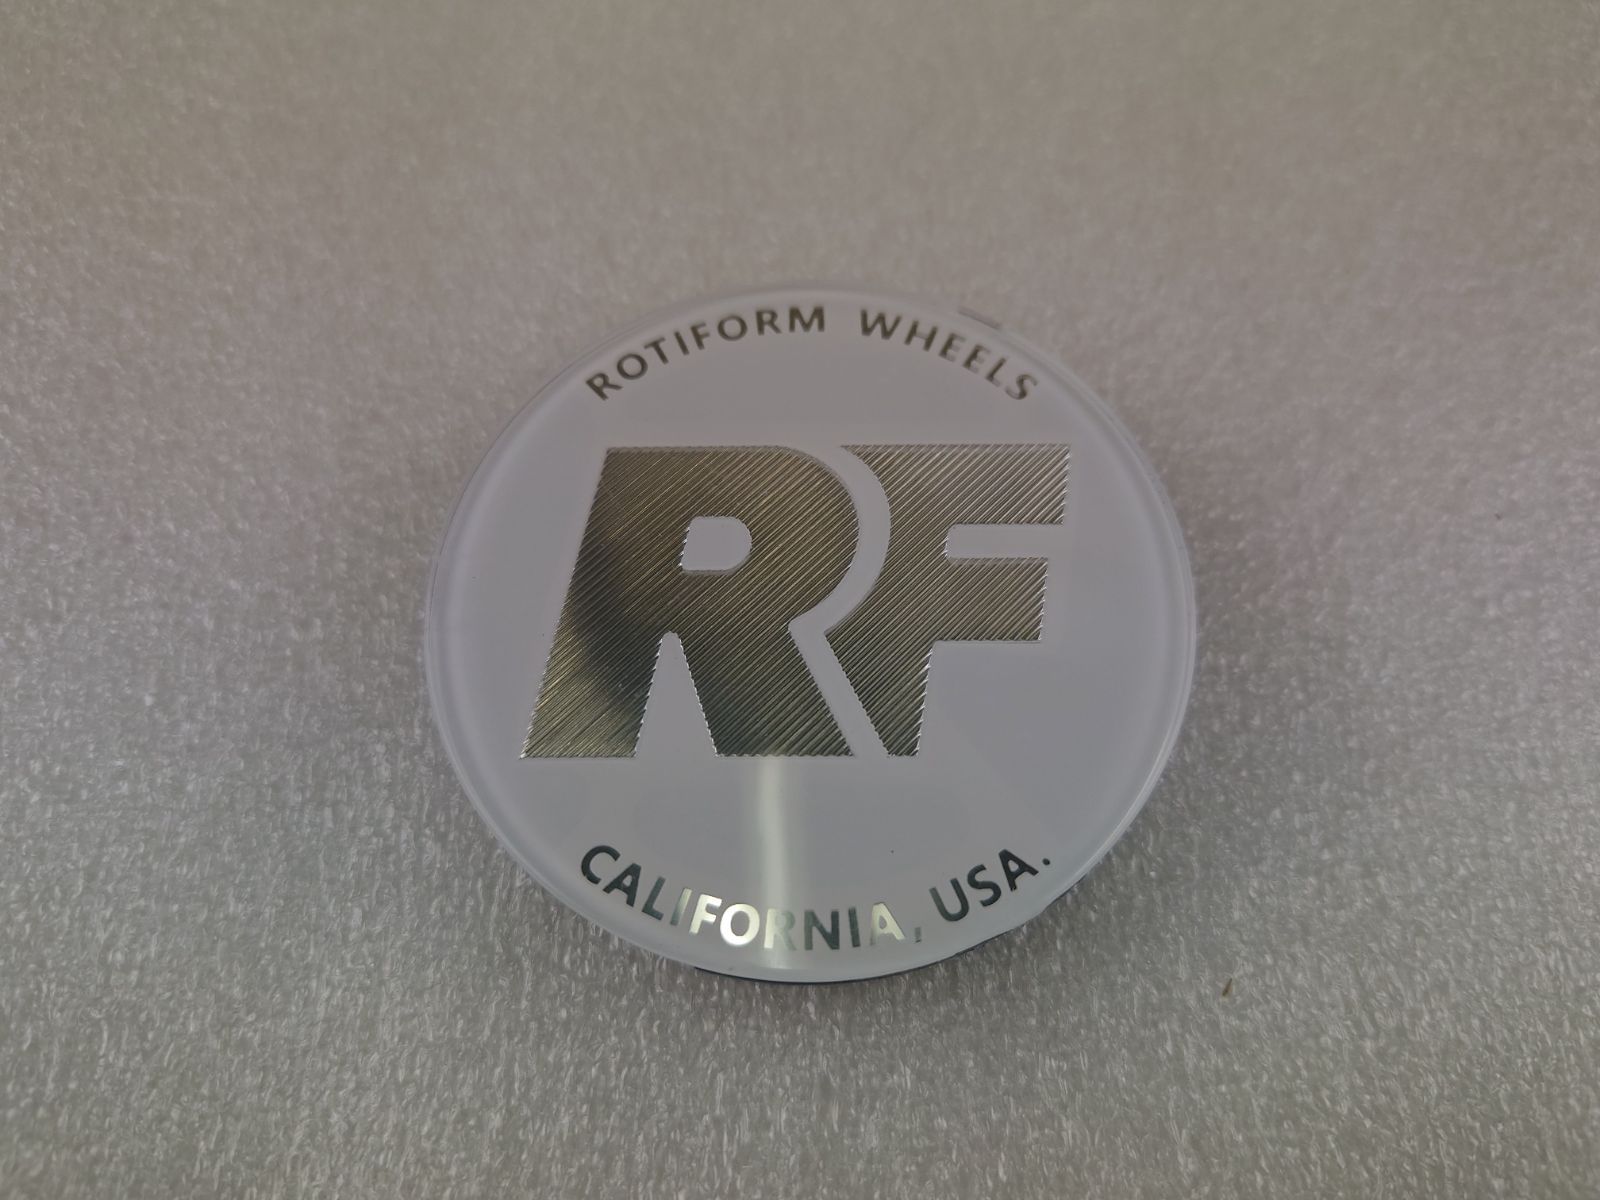 ROTIFORM WHEELS
RF
CALIFORNIA, USA.